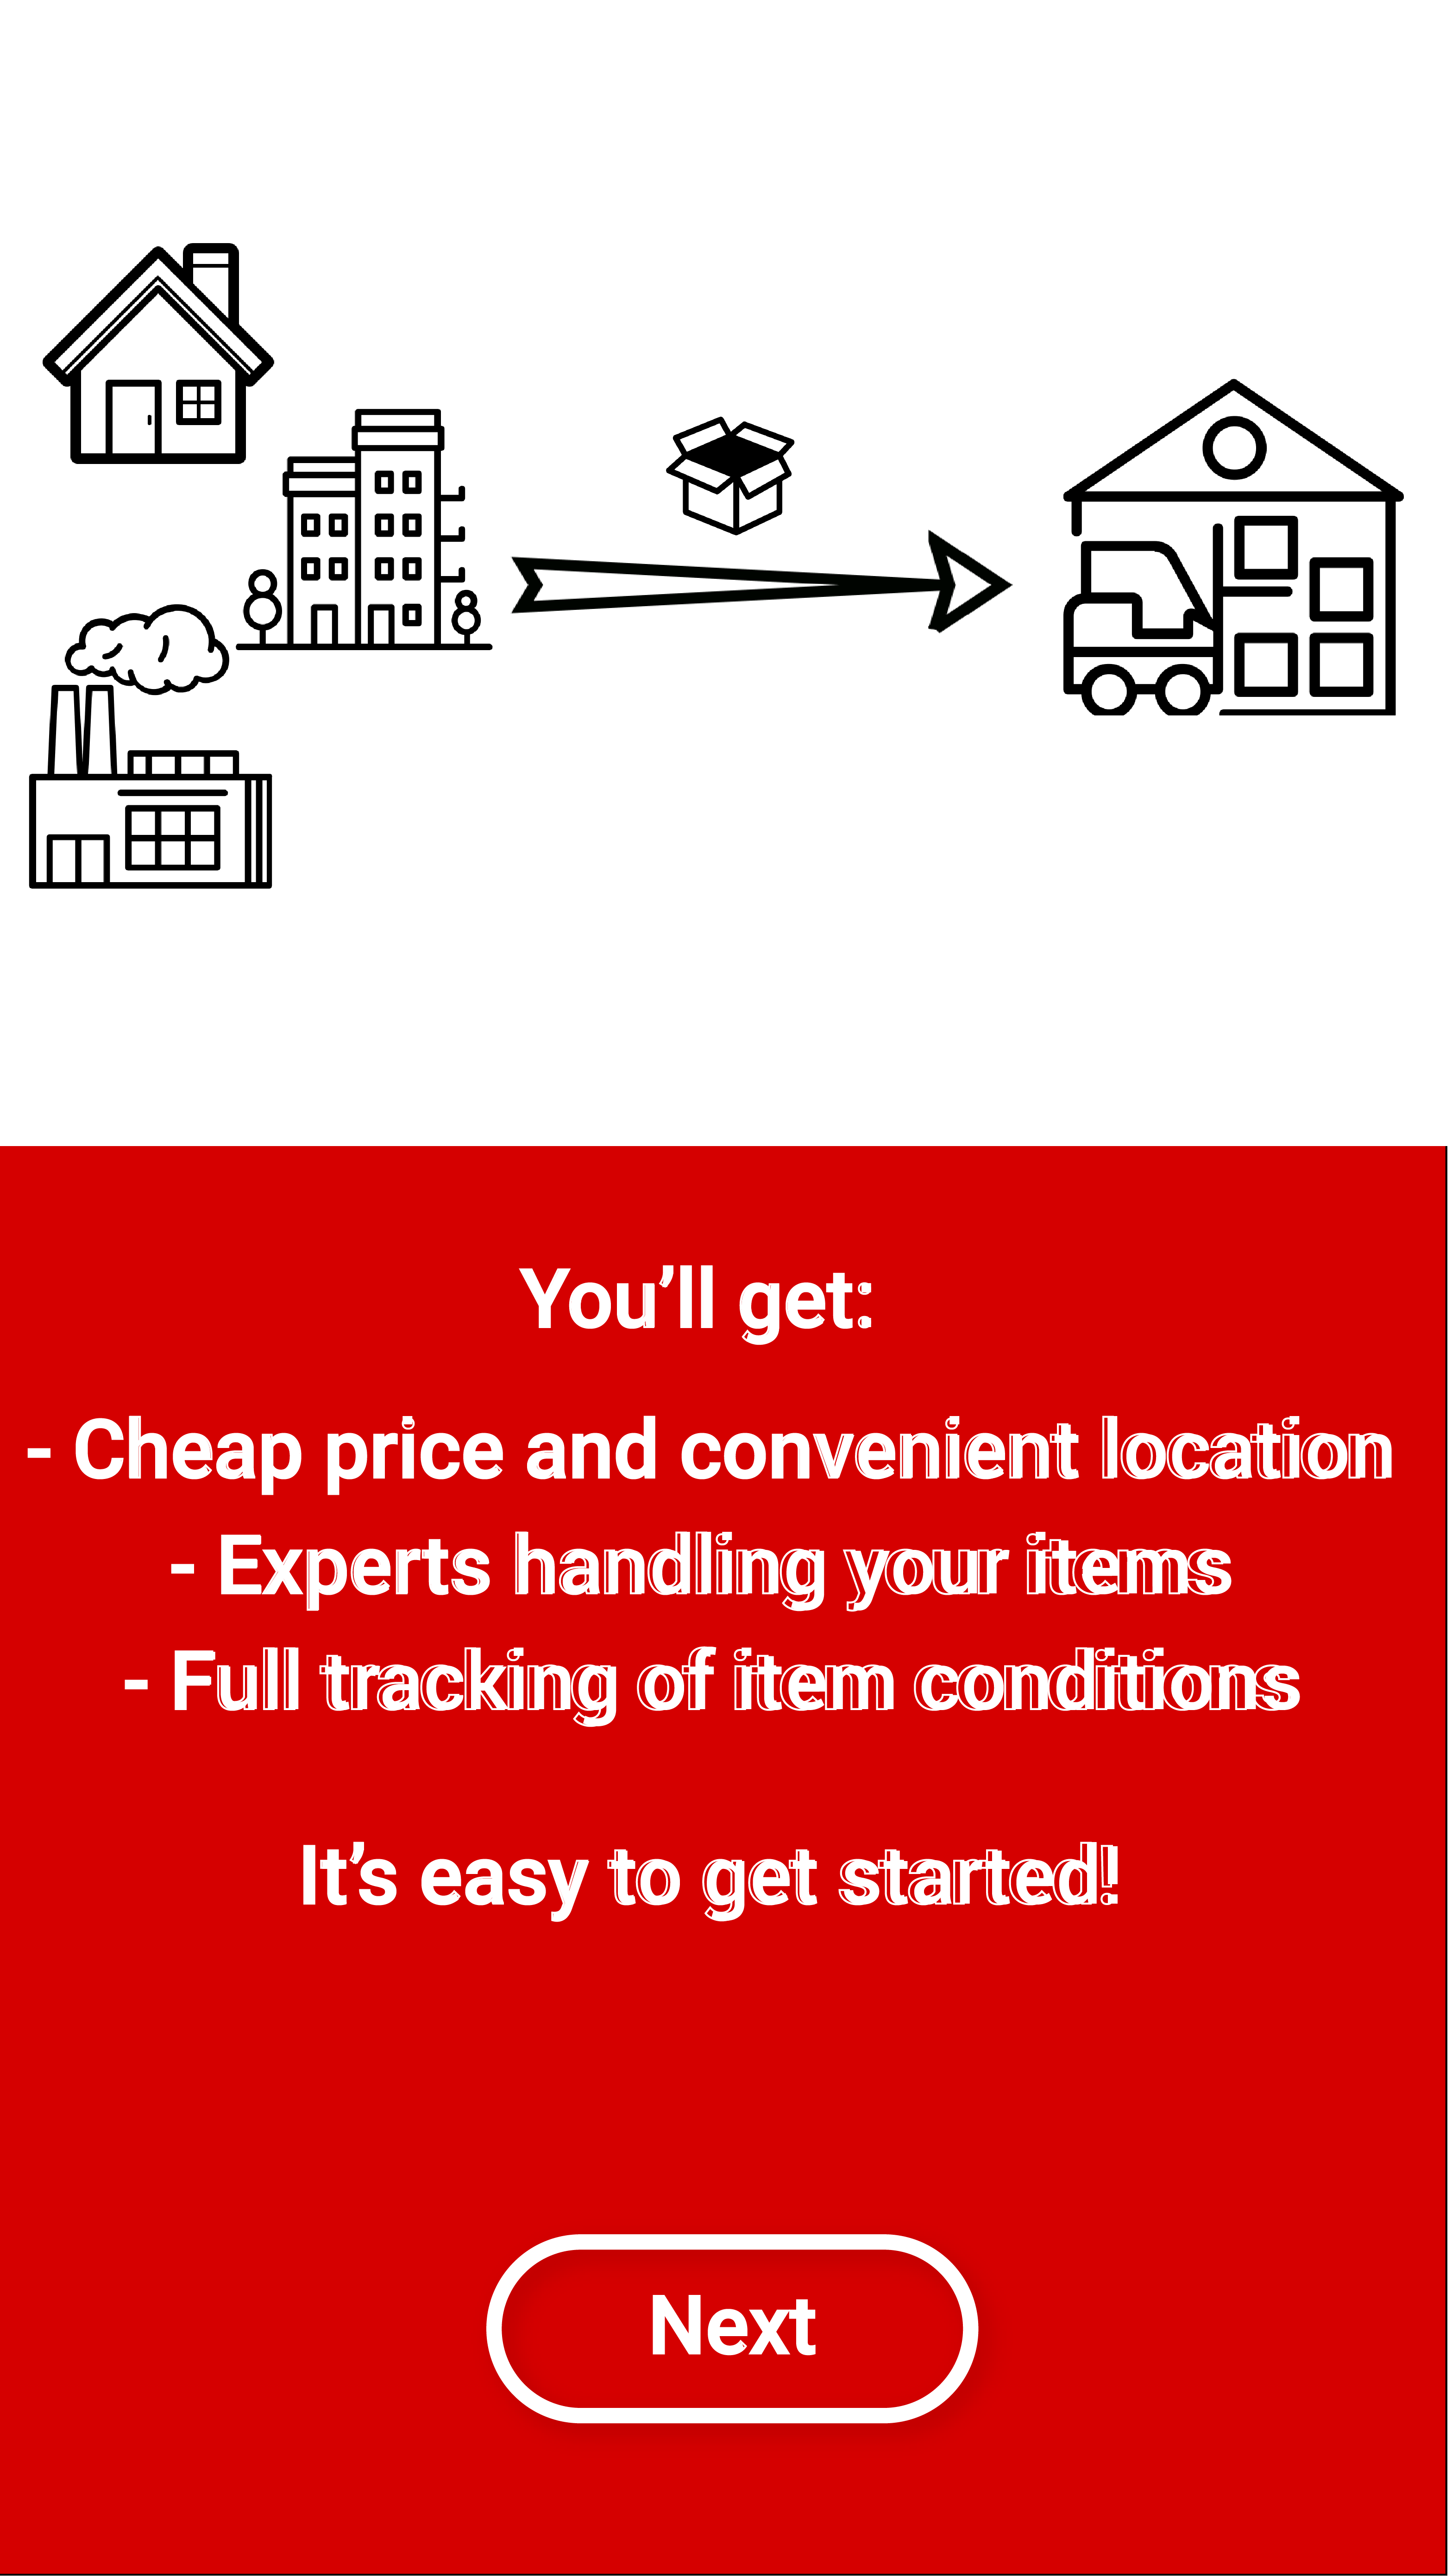 You’ll get:
- Cheap price and convenient location
- Experts handling your items
- Full tracking of item conditions
It’s easy to get started!
Next